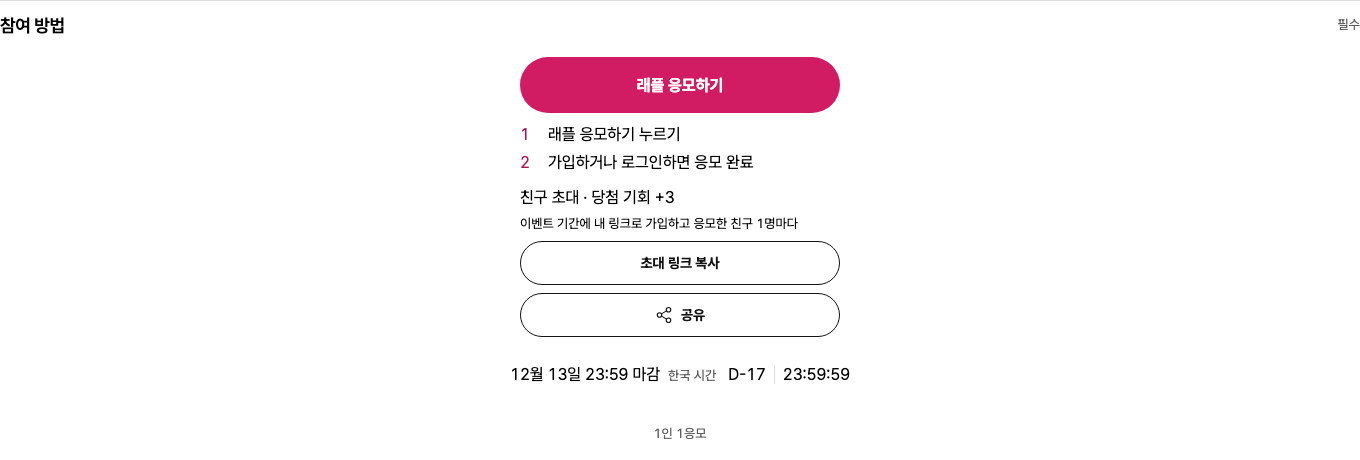 참여 방법
필수
래플 응모하기
1 래플 응모하기 누르기
2 가입하거나 로그인하면 응모 완료
친구 초대 · 당첨 기회 +3
이벤트 기간에 내 링크로 가입하고 응모한 친구 1명마다
초대 링크 복사
공유
12월 13일 23:59 마감 한국 시간 D-17 23:59:59
1인 1응모